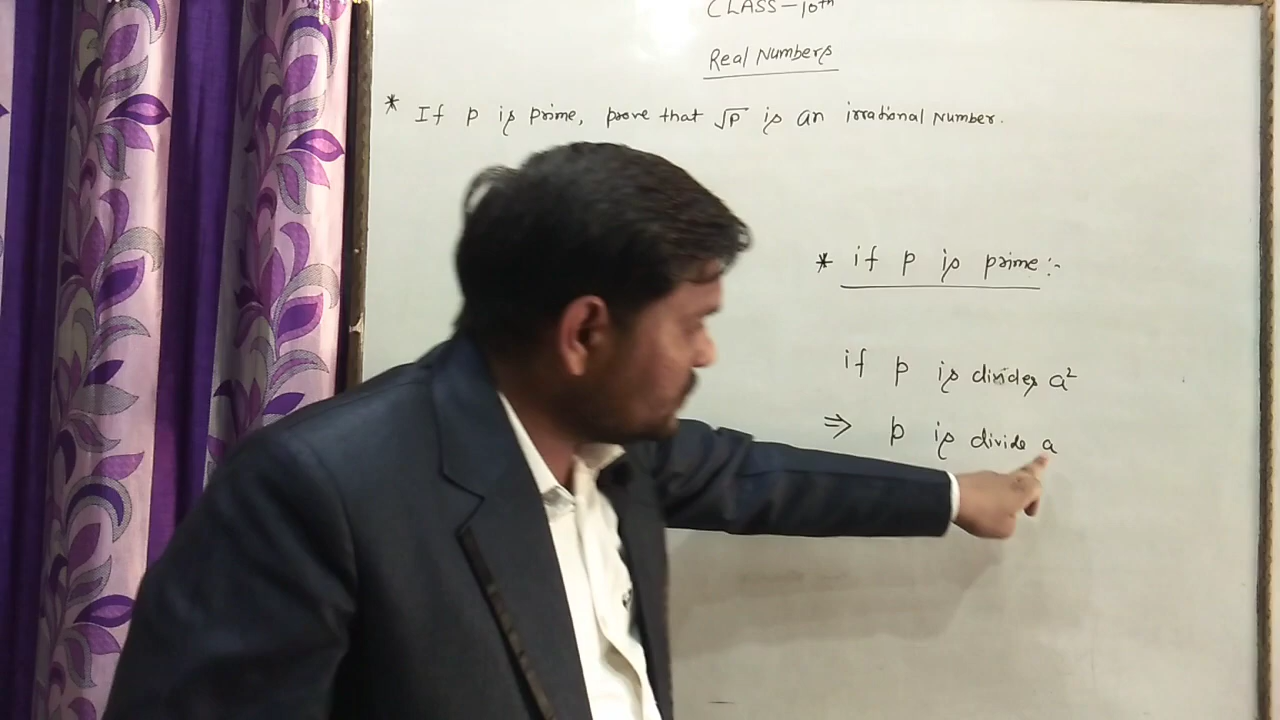 CLASS-10th
Real Numbers
* If p is prime, prove that √p is an irrational Number.
* if p is prime:-
if p is divides a²
⇒ p is divide a